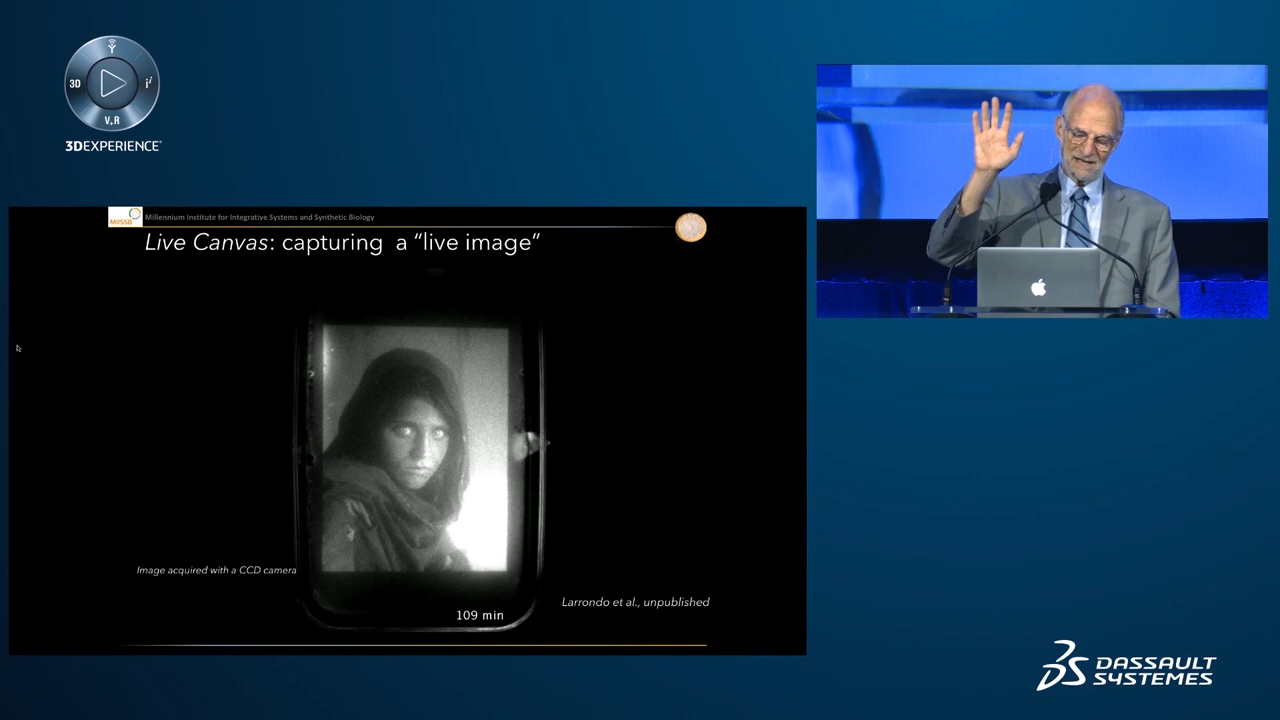 3D
i
V,R
3DEXPERIENCE
MIISSB
Millennium Institute for Integrative Systems and Synthetic Biology
Live Canvas: capturing a “live image”
Image acquired with a CCD camera
Larrondo et al., unpublished
109 min
DASSAULT
SYSTEMES